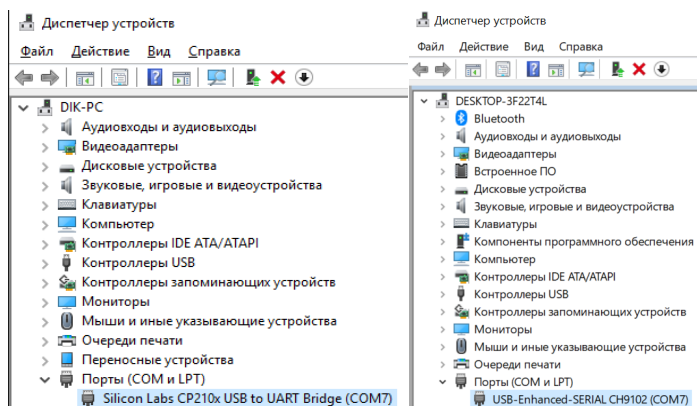 Диспетчер устройств
Файл Действие Вид Справка
DIK-PC
Аудиовходы и аудиовыходы
Видеоадаптеры
Дисковые устройства
Звуковые, игровые и видеоустройства
Клавиатуры
Компьютер
Контроллеры IDE ATA/ATAPI
Контроллеры USB
Контроллеры запоминающих устройств
Мониторы
Мыши и иные указывающие устройства
Очереди печати
Переносные устройства
Порты (COM и LPT)
Silicon Labs CP210x USB to UART Bridge (COM7)
Диспетчер устройств
Файл Действие Вид Справка
DESKTOP-3F22T4L
Bluetooth
Аудиовходы и аудиовыходы
Видеоадаптеры
Встроенное ПО
Дисковые устройства
Звуковые, игровые и видеоустройства
Клавиатуры
Компоненты программного обеспечения
Компьютер
Контроллеры IDE ATA/ATAPI
Контроллеры USB
Контроллеры запоминающих устройств
Мониторы
Мыши и иные указывающие устройства
Очереди печати
Порты (COM и LPT)
USB-Enhanced-SERIAL CH9102 (COM7)